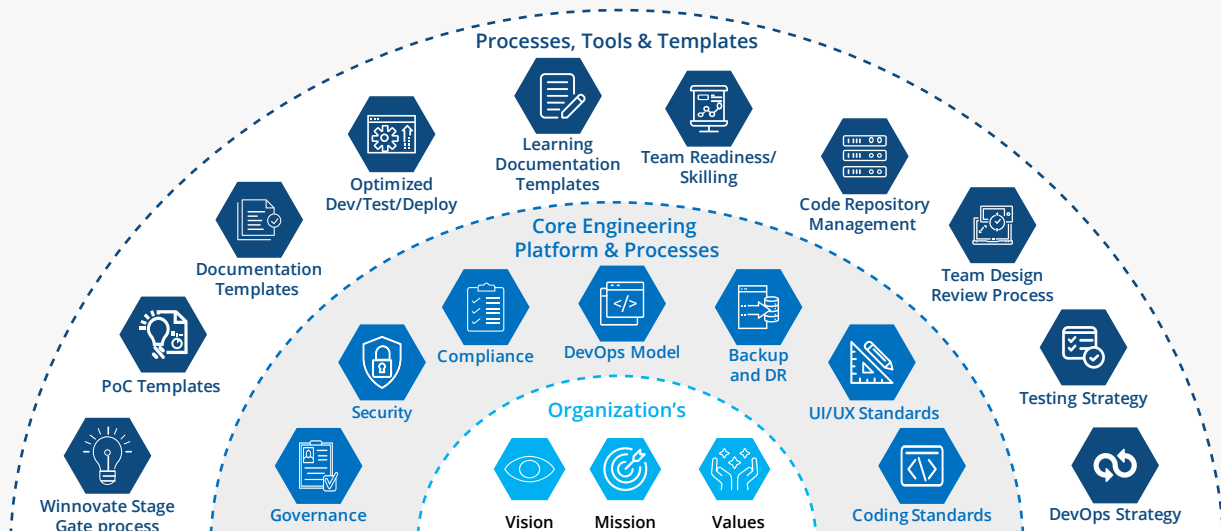 Processes, Tools & Templates
Learning
Documentation
Templates
Team Readiness/
Skilling
Optimized
Dev/Test/Deploy
Code Repository
Management
Documentation
Templates
Team Design
Review Process
PoC Templates
Testing Strategy
Winnovate Stage
Gate process
DevOps Strategy
Core Engineering
Platform & Processes
Compliance
DevOps Model
</>
Backup
and DR
Security
UI/UX Standards
Governance
Coding Standards
Organization's
Vision
Mission
Values